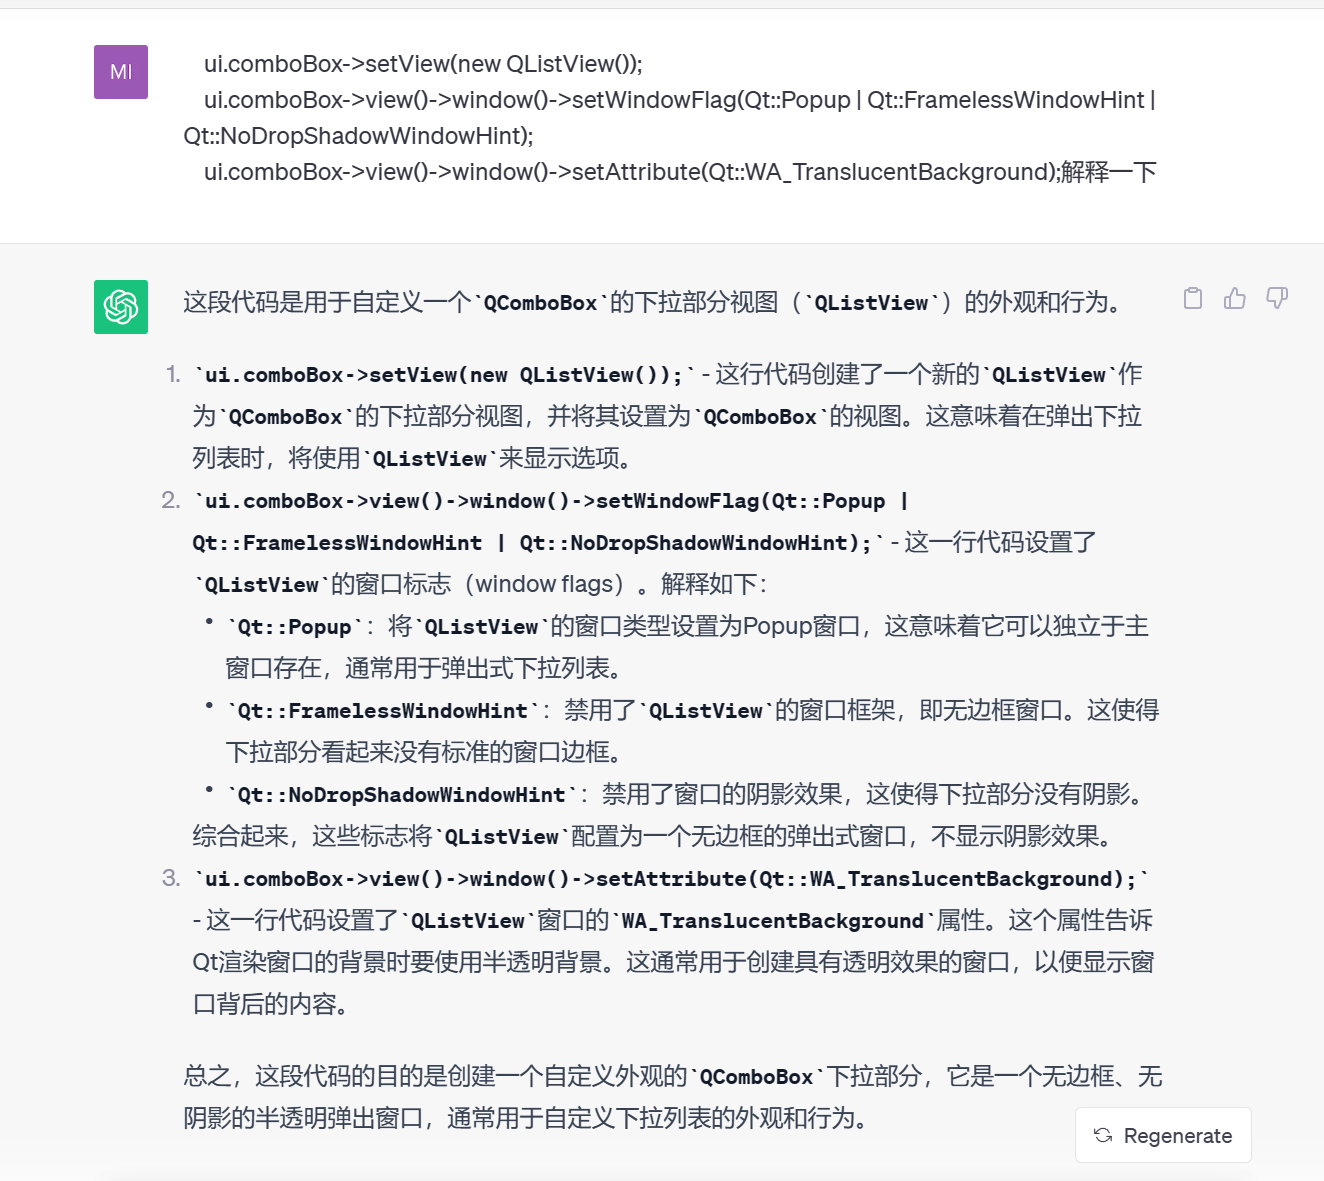 MI
ui.comboBox->setView(new QListView());
ui.comboBox->view()->window()->setWindowFlag(Qt::Popup | Qt::FramelessWindowHint |
Qt::NoDropShadowWindowHint);
ui.comboBox->view()->window()->setAttribute(Qt::WA_TranslucentBackground);解释一下
这段代码是用于自定义一个`QComboBox`的下拉部分视图（`QListView`）的外观和行为。
1. `ui.comboBox->setView(new QListView());` - 这行代码创建了一个新的`QListView`作
为`QComboBox`的下拉部分视图，并将其设置为`QComboBox`的视图。这意味着在弹出下拉
列表时，将使用`QListView`来显示选项。
2. `ui.comboBox->view()->window()->setWindowFlag(Qt::Popup |
Qt::FramelessWindowHint | Qt::NoDropShadowWindowHint);` - 这一行代码设置了
`QListView`的窗口标志（window flags）。解释如下：
• `Qt::Popup`：将`QListView`的窗口类型设置为Popup窗口，这意味着它可以独立于主
窗口存在，通常用于弹出式下拉列表。
• `Qt::FramelessWindowHint`：禁用了`QListView`的窗口框架，即无边框窗口。这使得
下拉部分看起来没有标准的窗口边框。
• `Qt::NoDropShadowWindowHint`：禁用了窗口的阴影效果，这使得下拉部分没有阴影。
综合起来，这些标志将`QListView`配置为一个无边框的弹出式窗口，不显示阴影效果。
3. `ui.comboBox->view()->window()->setAttribute(Qt::WA_TranslucentBackground);`
- 这一行代码设置了`QListView`窗口的`WA_TranslucentBackground`属性。这个属性告诉
Qt渲染窗口的背景时要使用半透明背景。这通常用于创建具有透明效果的窗口，以便显示窗
口背后的内容。
总之，这段代码的目的是创建一个自定义外观的`QComboBox`下拉部分，它是一个无边框、无
阴影的半透明弹出窗口，通常用于自定义下拉列表的外观和行为。
Regenerate